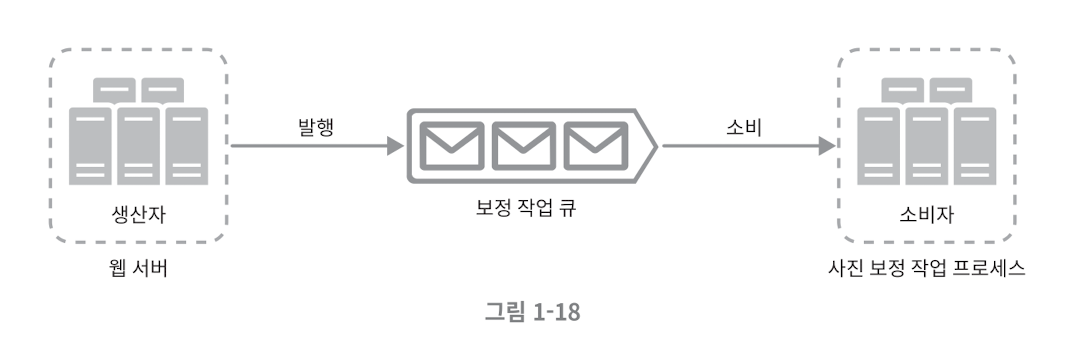 발행
소비
보정 작업 큐
생산자
소비자
웹 서버
사진 보정 작업 프로세스
그림 1-18